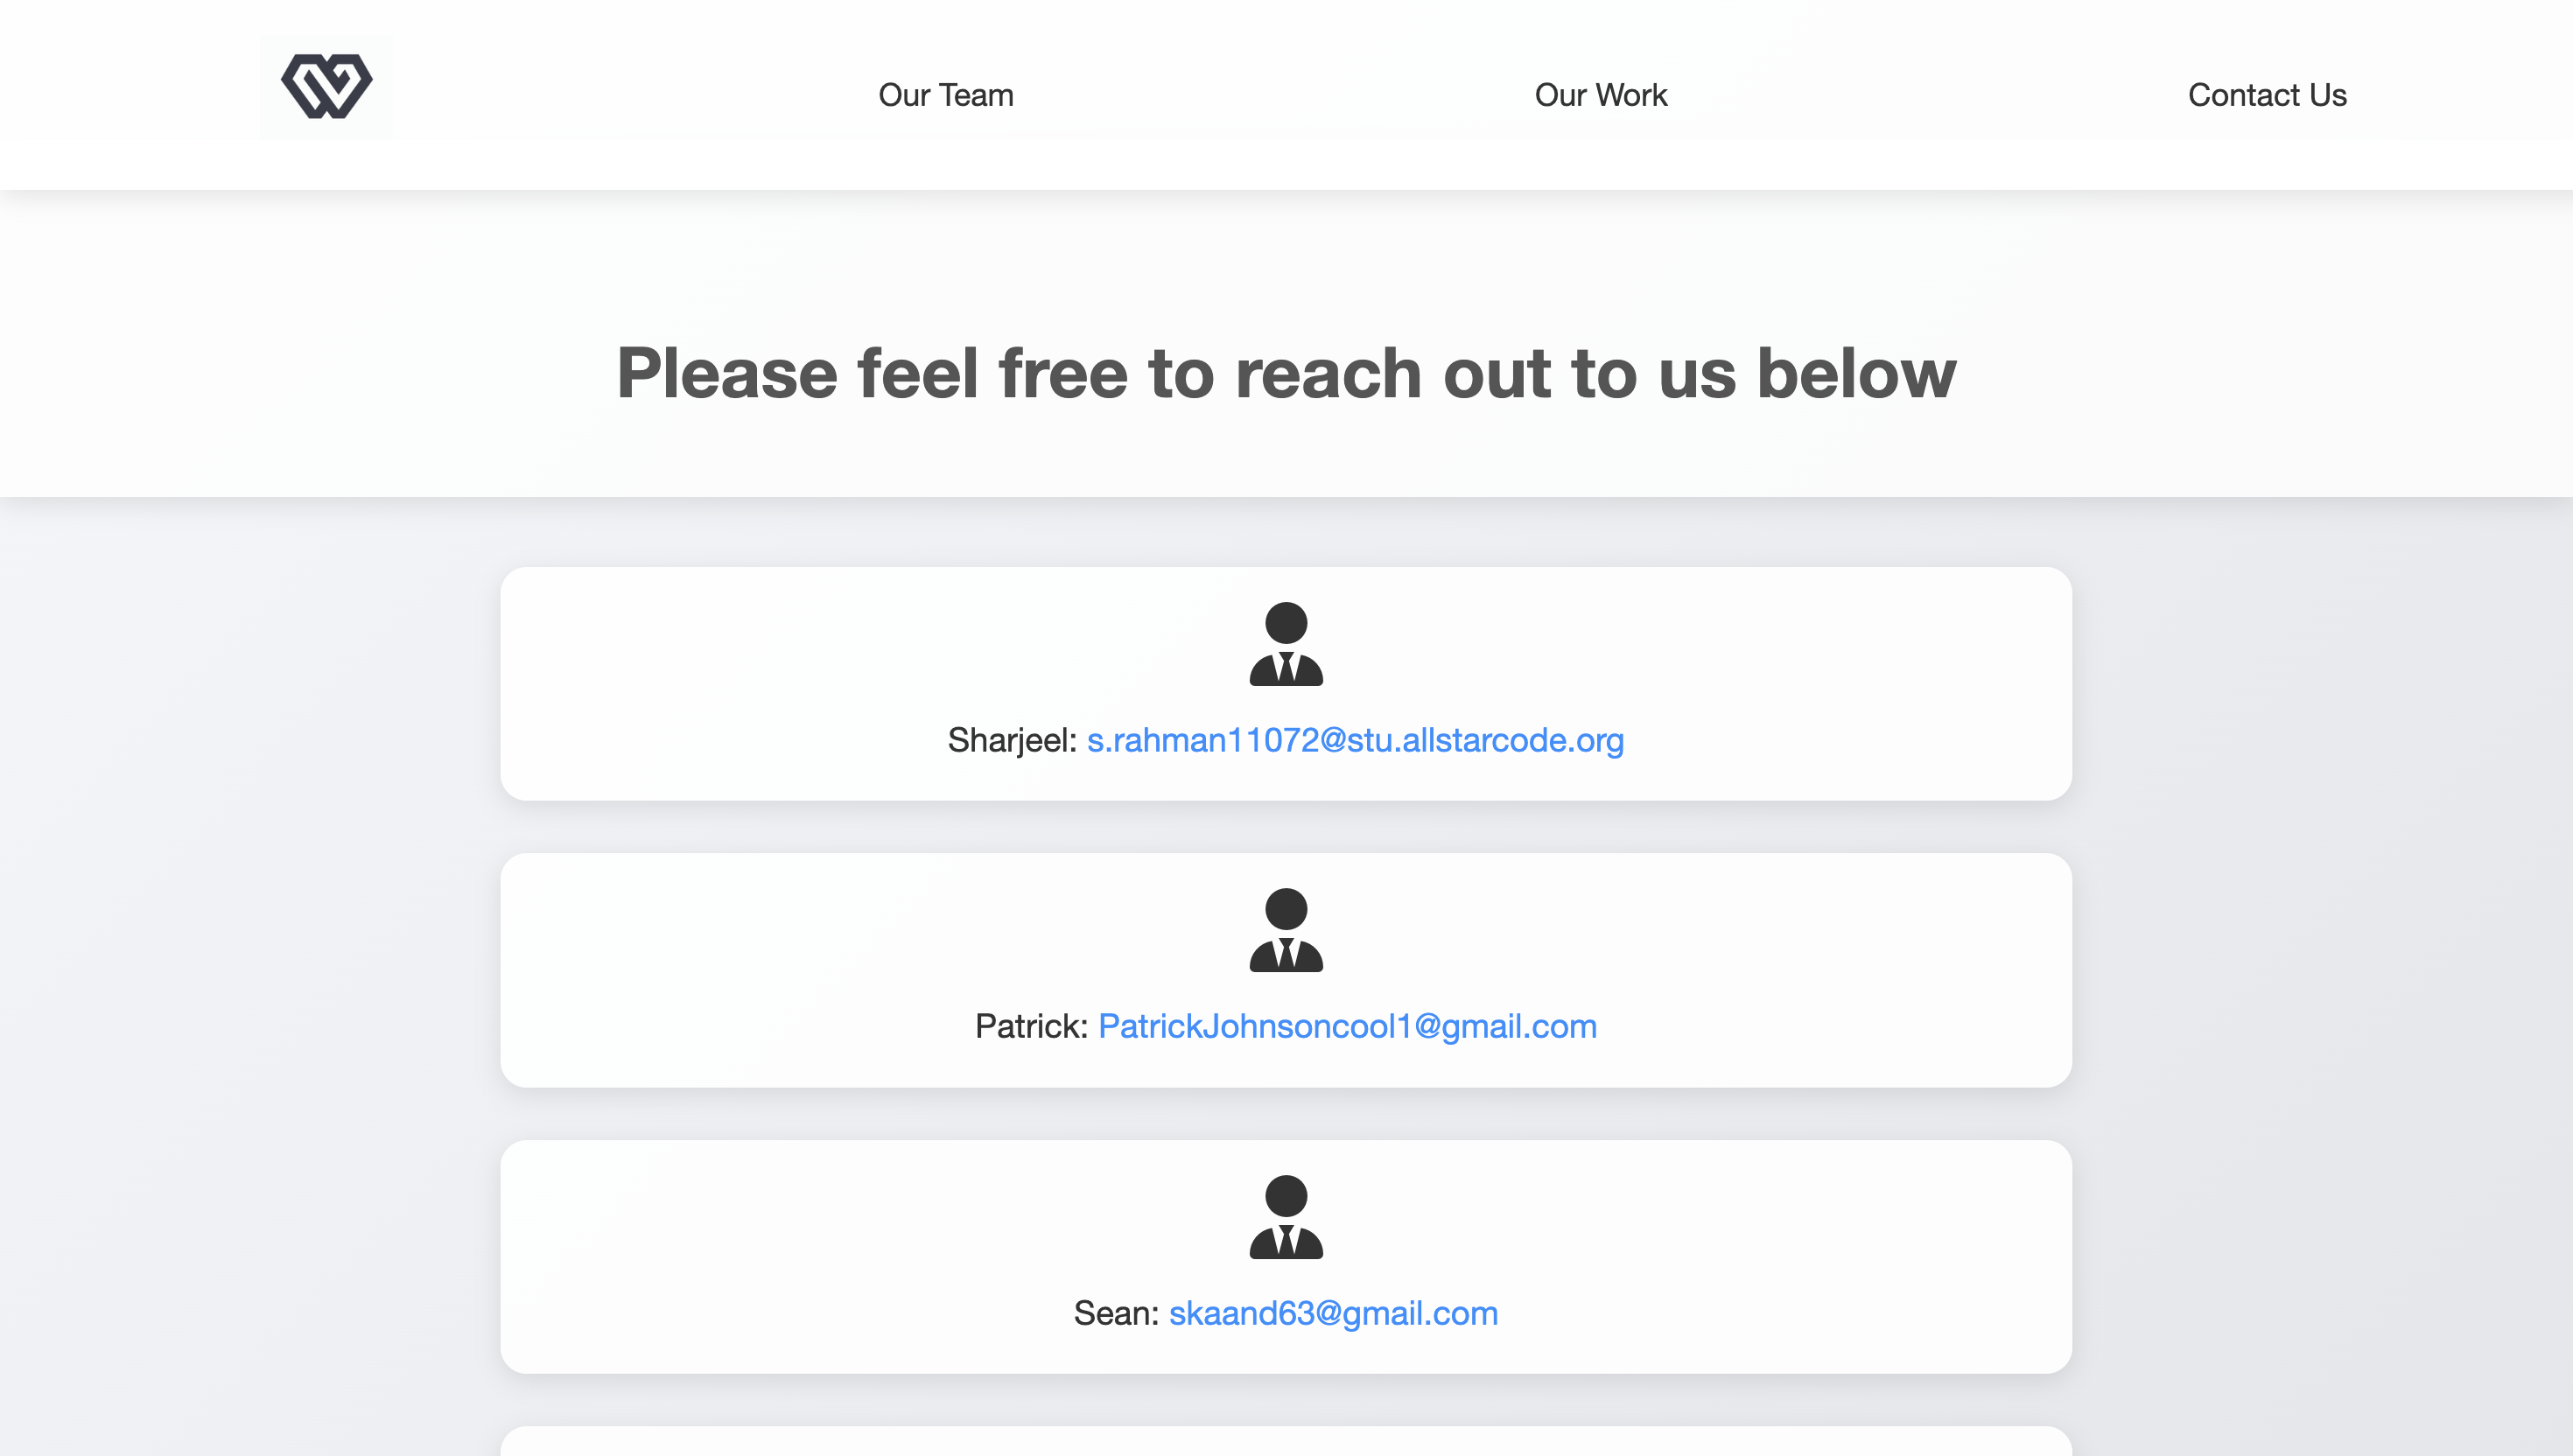 Our Team
Our Work
Contact Us
Please feel free to reach out to us below
Sharjeel: s.rahman11072@stu.allstarcode.org
Patrick: PatrickJohnsoncool1@gmail.com
Sean: skaand63@gmail.com